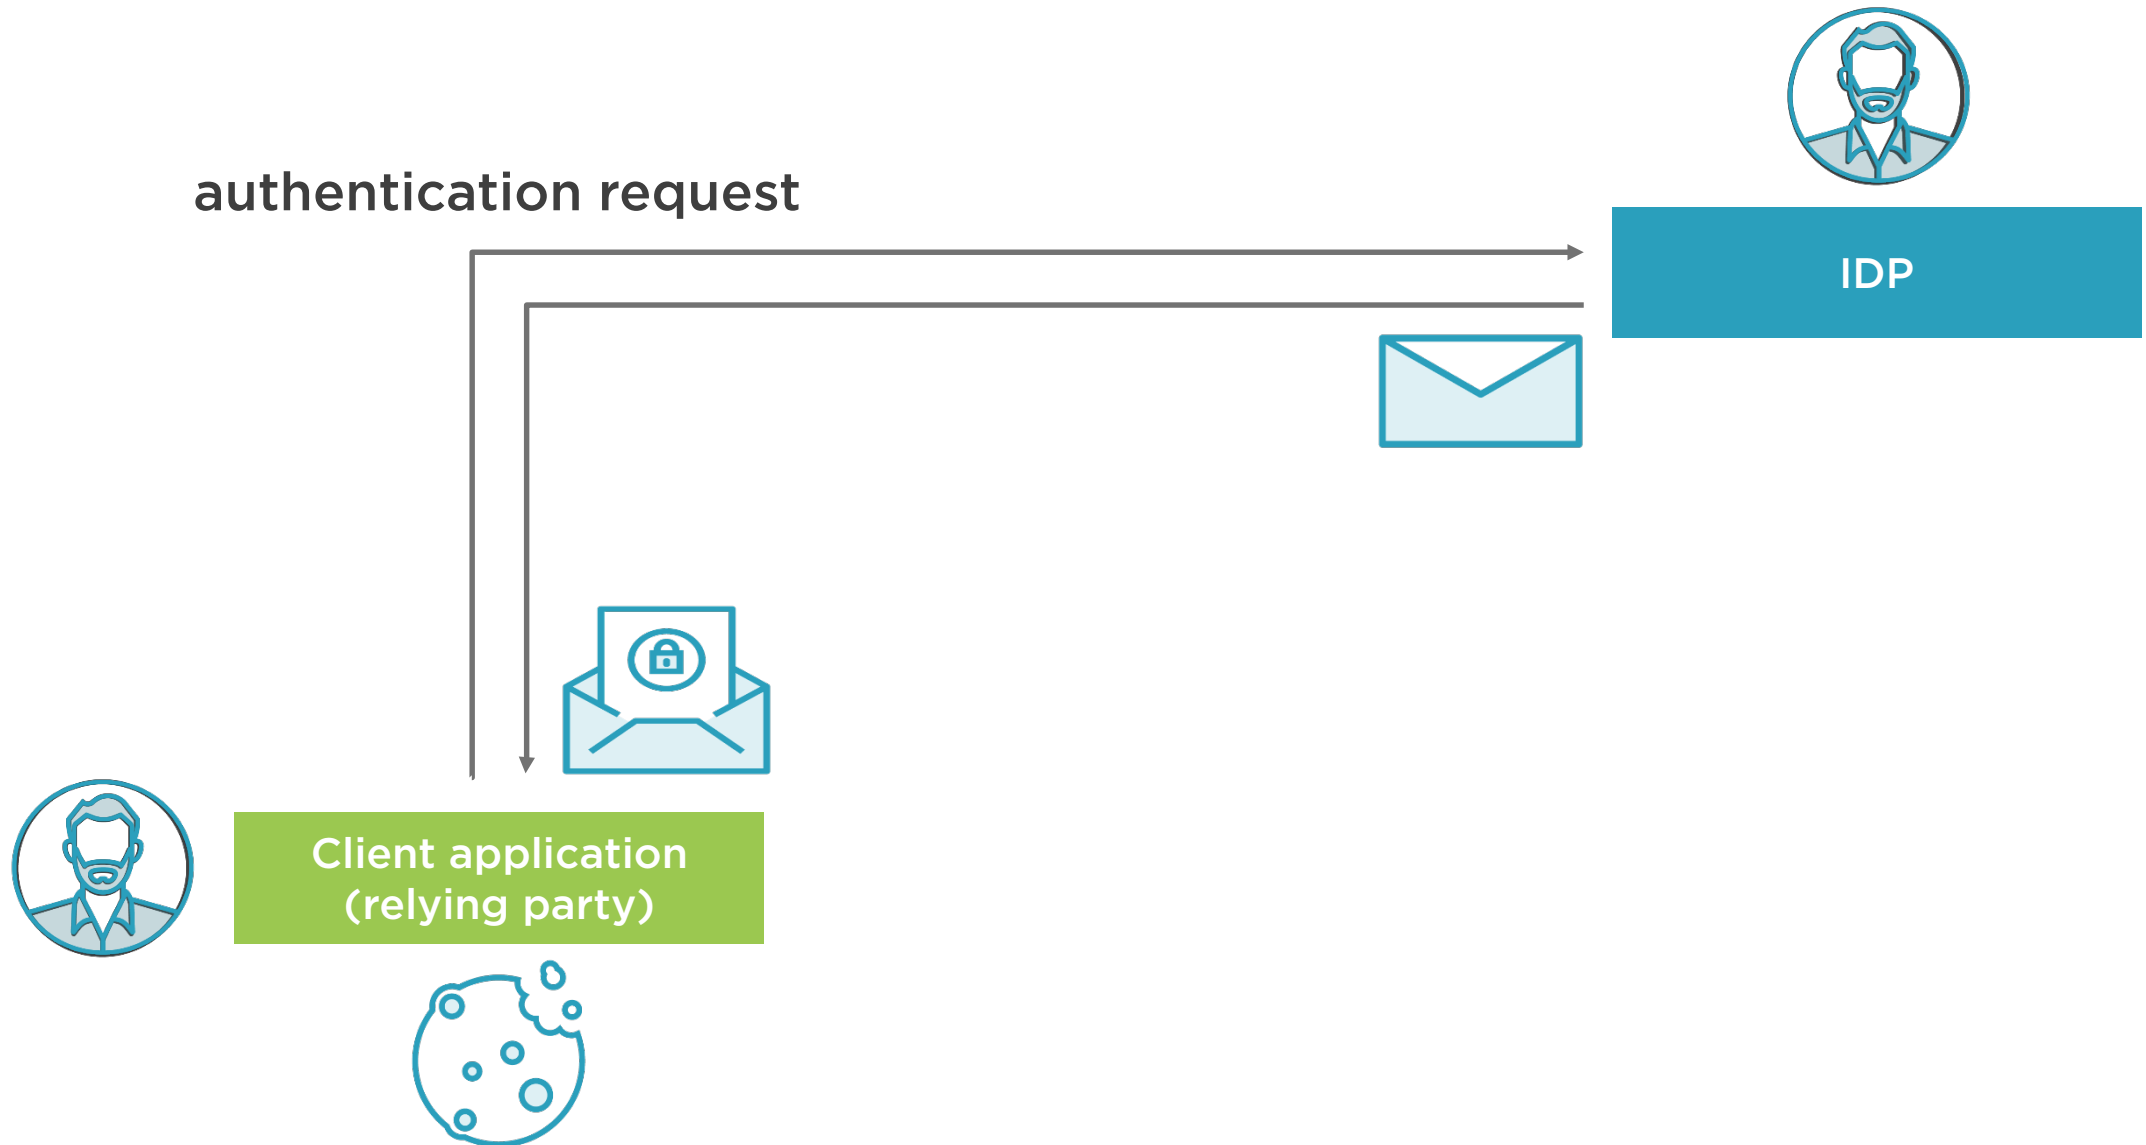 authentication request
IDP
Client application
(relying party)